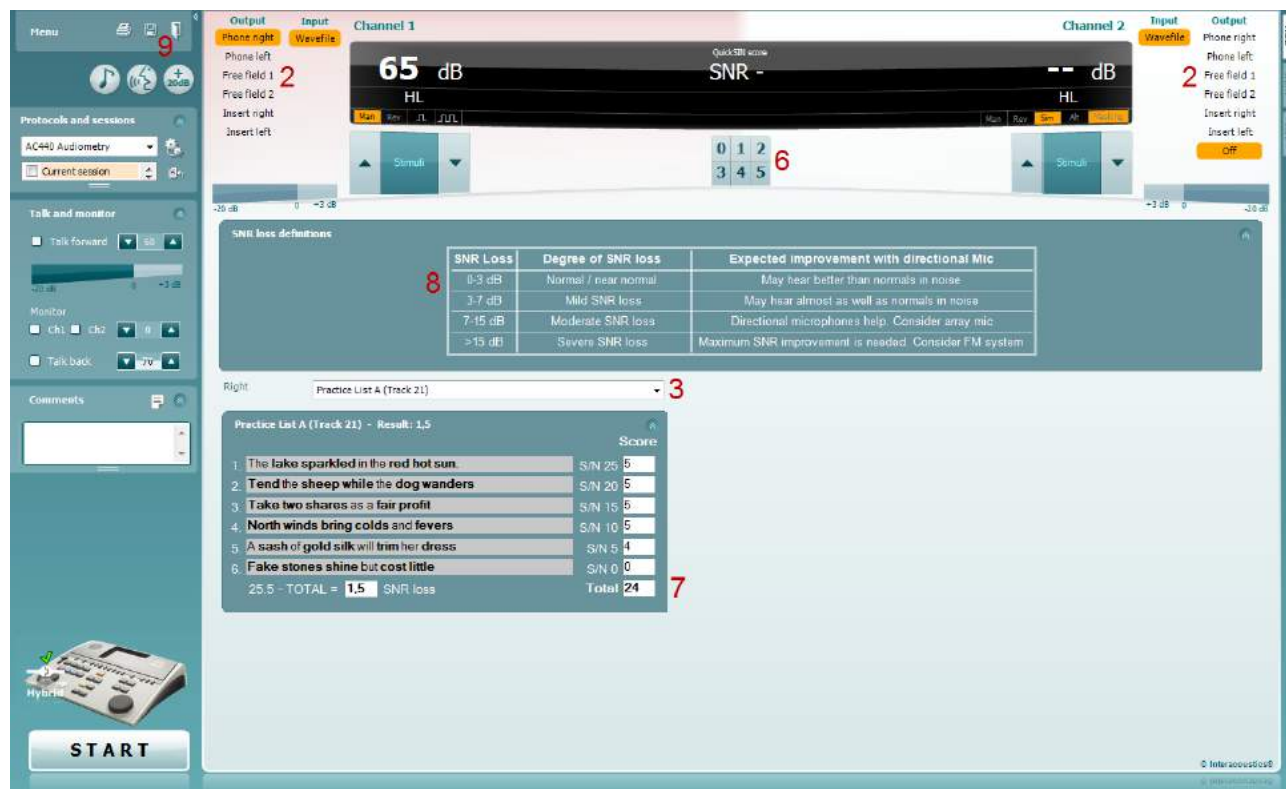 Menu
9
+
20dB
Protocols and sessions
AC440 Audiometry
Current session
Talk and monitor
Talk forward
60
-20 dB 0 +3 dB
Monitor
Ch1 Ch2 0
Talk back 70
Comments
Hybrid
START
Output Input
Phone right Wavefile
Phone left
Free field 1
2
Free field 2
Insert right
Insert left
Channel 1
65 dB
HL
Man Rev
QuickSIN score
SNR -
Channel 2
-- dB
HL
Man Rev Sim Alt Masking
Input Output
Wavefile Phone right
Phone left
2
Free field 1
Free field 2
Insert right
Insert left
Off
Stimuli
0 1 2
3 4 5
6
Stimuli
-20 dB 0 +3 dB
+3 dB 0 -20 dB
SNR loss definitions
8
SNR Loss Degree of SNR loss Expected improvement with directional Mic
0-3 dB Normal / near normal May hear better than normals in noise
3-7 dB Mild SNR loss May hear almost as well as normals in noise
7-15 dB Moderate SNR loss Directional microphones help. Consider array mic
>15 dB Severe SNR loss Maximum SNR improvement is needed. Consider FM system
Right Practice List A (Track 21) 3
Practice List A (Track 21) - Result: 1,5
Score
1. The lake sparkled in the red hot sun. S/N 25 5
2. Tend the sheep while the dog wanders S/N 20 5
3. Take two shares as a fair profit S/N 15 5
4. North winds bring colds and fevers S/N 10 5
5. A sash of gold silk will trim her dress S/N 5 4
6. Fake stones shine but cost little S/N 0 0
25.5 - TOTAL = 1,5 SNR loss Total 24
7
© Interacoustics®